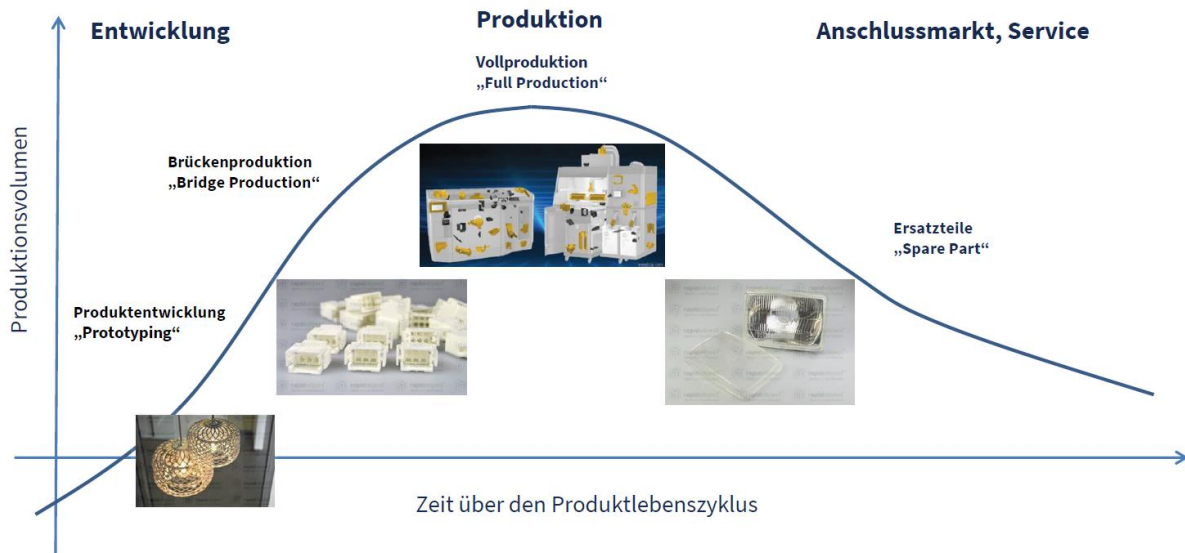 Entwicklung
Produktion
Anschlussmarkt, Service
Vollproduktion
„Full Production“
Brückenproduktion
„Bridge Production“
Ersatzteile
„Spare Part“
Produktentwicklung
„Prototyping“
Produktionsvolumen
Zeit über den Produktlebenszyklus